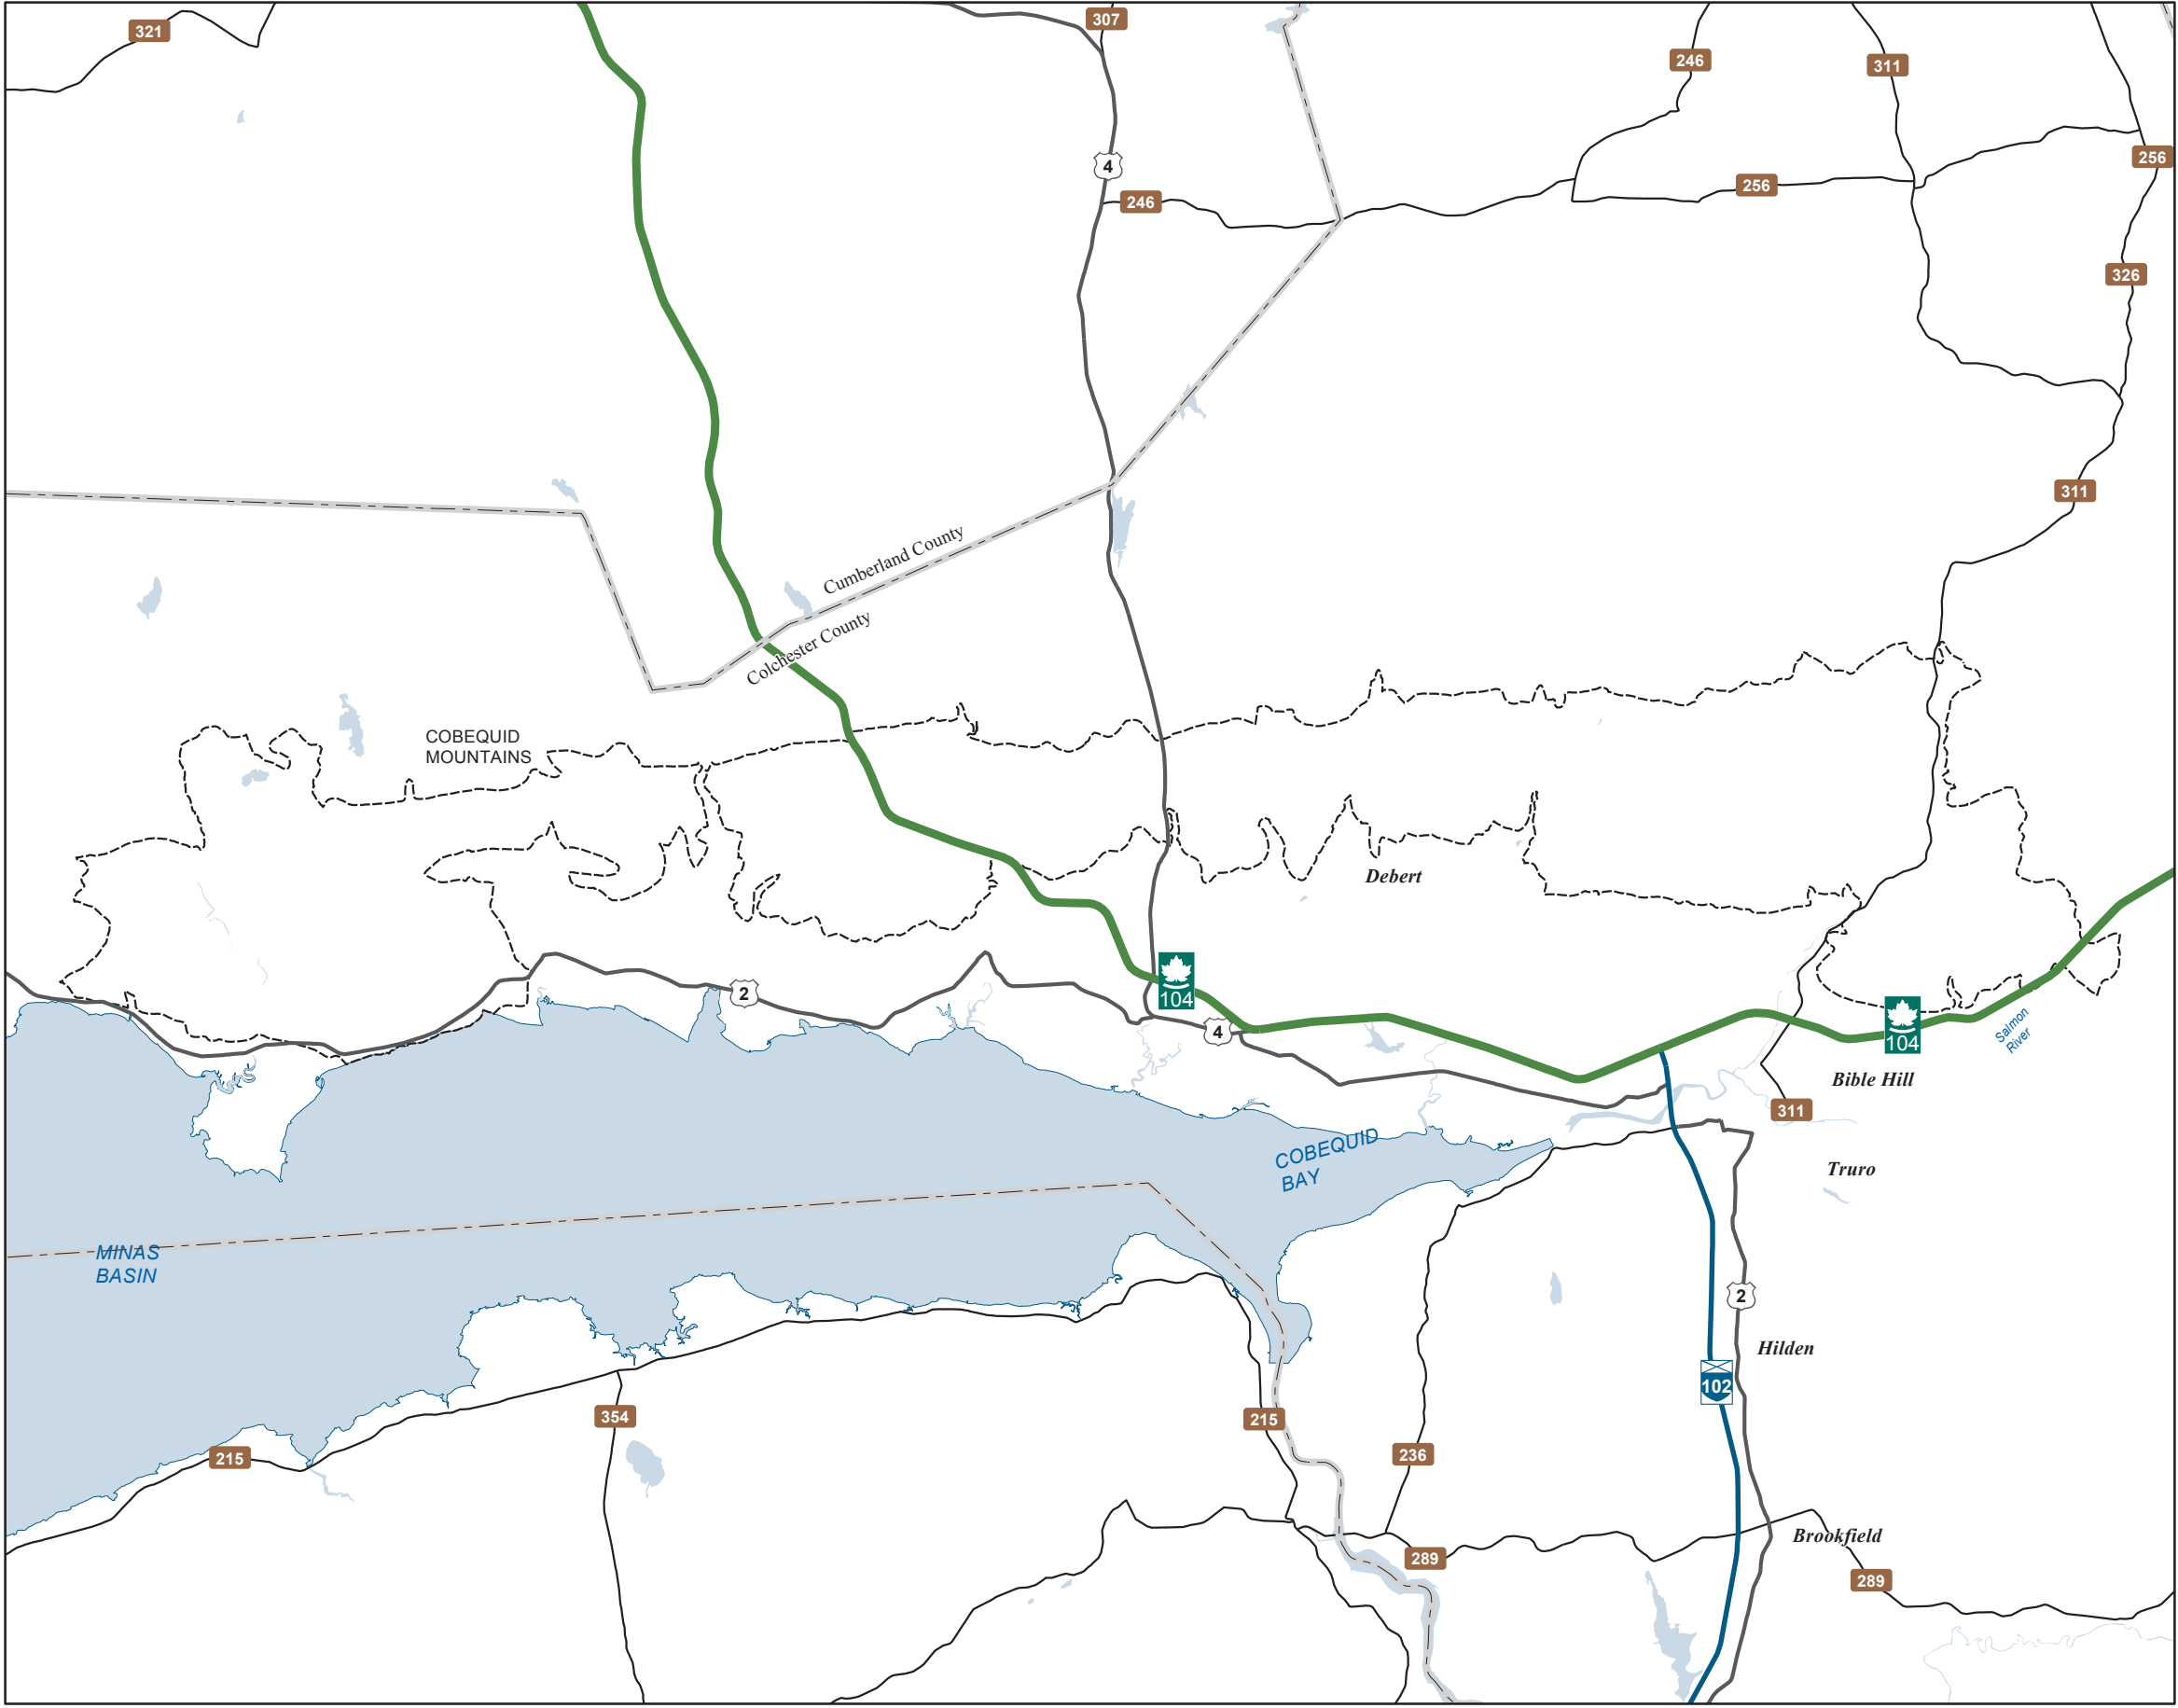 321
307
246
311
4
256
256
246
326
311
Cumberland County
Colchester County
COBEQUID
MOUNTAINS
Debert
104
2
4
104
Salmon
River
Bible Hill
311
COBEQUID
BAY
Truro
MINAS
BASIN
2
Hilden
102
354
215
215
236
Brookfield
289
289